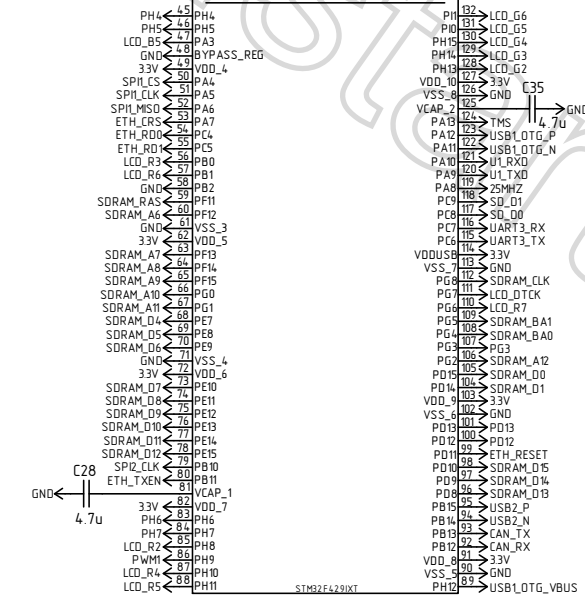 PH4 45 PH4
PH5 46 PH5
LCD_B5 47 PA3
GND 48 BYPASS_REG
3.3V 49 VDD_4
SPI1_CS 50 PA4
SPI1_CLK 51 PA5
SPI1_MISO 52 PA6
ETH_CRS 53 PA7
ETH_RD0 54 PC4
ETH_RD1 55 PC5
LCD_R3 56 PB0
LCD_R6 57 PB1
GND 58 PB2
SDRAM_RAS 59 PF11
SDRAM_A6 60 PF12
GND 61 VSS_3
3.3V 62 VDD_5
SDRAM_A7 63 PF13
SDRAM_A8 64 PF14
SDRAM_A9 65 PF15
SDRAM_A10 66 PG0
SDRAM_A11 67 PG1
SDRAM_D4 68 PE7
SDRAM_D5 69 PE8
SDRAM_D6 70 PE9
GND 71 VSS_4
3.3V 72 VDD_6
SDRAM_D7 73 PE10
SDRAM_D8 74 PE11
SDRAM_D9 75 PE12
SDRAM_D10 76 PE13
SDRAM_D11 77 PE14
SDRAM_D12 78 PE15
SPI2_CLK 79 PB10
ETH_TXEN 80 PB11
C28
GND 81 VCAP_1
4.7u
3.3V 82 VDD_7
PH6 83 PH6
PH7 84 PH7
LCD_R2 85 PH8
PWM1 86 PH9
LCD_R4 87 PH10
LCD_R5 88 PH11
STM32F429IXT
PI1 132 LCD_G6
PI0 131 LCD_G5
PH15 130 LCD_G4
PH14 129 LCD_G3
PH13 128 LCD_G2
VDD_10 127 3.3V
VSS_8 126 GND
C35
VCAP_2 125 GND
4.7u
PA13 124 TMS
PA12 123 USB1_OTG_P
PA11 122 USB1_OTG_N
PA10 121 U1_RXD
PA9 120 U1_TXD
PA8 119 25MHZ
PC9 118 SD_D1
PC8 117 SD_D0
PC7 116 UART3_RX
PC6 115 UART3_TX
VDDUSB 114 3.3V
VSS_7 113 GND
PG8 112 SDRAM_CLK
PG7 111 LCD_DTCK
PG6 110 LCD_R7
PG5 109 SDRAM_BA1
PG4 108 SDRAM_BA0
PG3 107 PG3
PG2 106 SDRAM_A12
PD15 105 SDRAM_D0
PD14 104 SDRAM_D1
VDD_9 103 3.3V
VSS_6 102 GND
PD13 101 PD13
PD12 100 PD12
PD11 99 ETH_RESET
PD10 98 SDRAM_D15
PD9 97 SDRAM_D14
PD8 96 SDRAM_D13
PB15 95 USB2_P
PB14 94 USB2_N
PB13 93 CAN_TX
PB12 92 CAN_RX
VDD_8 91 3.3V
VSS_5 90 GND
PH12 89 USB1_OTG_VBUS